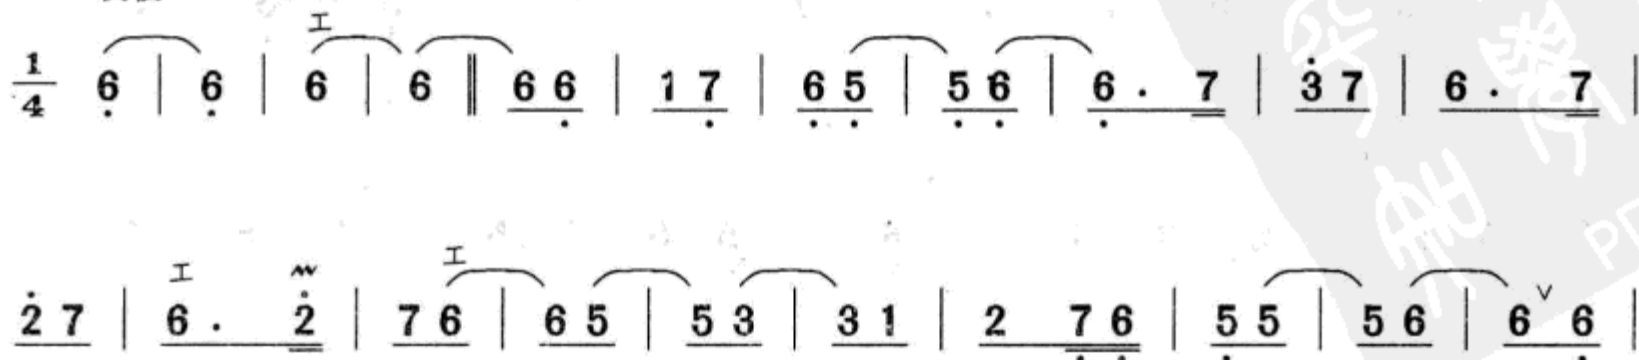 1/4 6̣ | 6̣ | 6 | 6 ‖ 6 6̣ | 1 7̣ | 6̣ 5̣ | 5̣ 6̣ | 6̣ . 7 | 3̇ 7 | 6 . 7 |
2̇ 7 | 6 . 2̇ | 7 6 | 6 5 | 5 3 | 3 1 | 2 7̣ 6̣ | 5̣ 5 | 5 6 | 6 ∨ 6̣ |